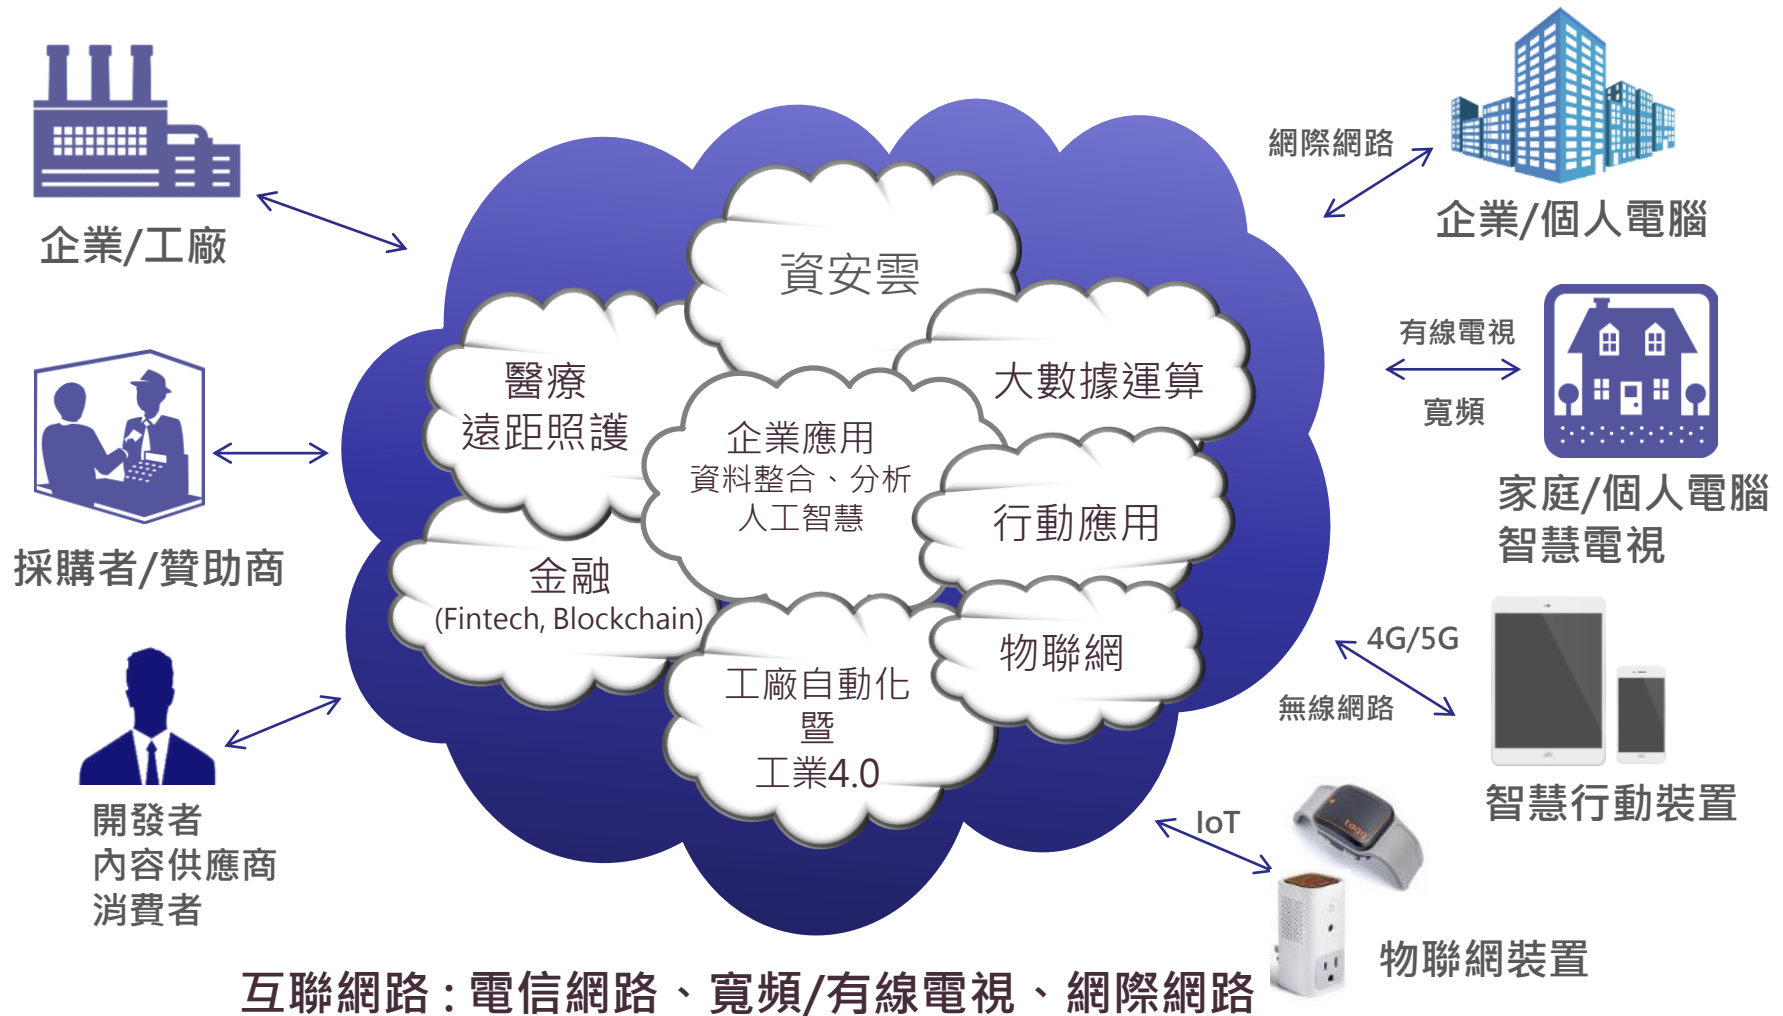 企業/工廠
採購者/贊助商
開發者
內容供應商
消費者
資安雲
醫療
遠距照護
大數據運算
企業應用
資料整合、分析
人工智慧
行動應用
金融
(Fintech, Blockchain)
物聯網
工廠自動化
暨
工業4.0
網際網路
企業/個人電腦
有線電視
寬頻
家庭/個人電腦
智慧電視
4G/5G
無線網路
智慧行動裝置
IoT
tagg
物聯網裝置
互聯網路 : 電信網路、寬頻/有線電視、網際網路